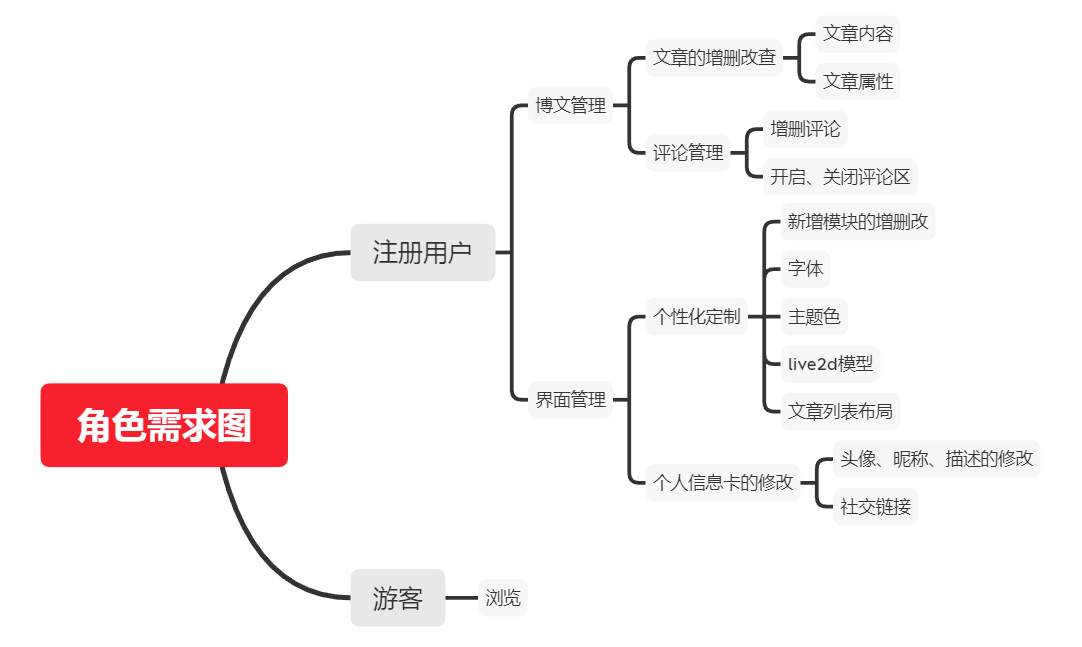 角色需求图
注册用户
博文管理
文章的增删改查
文章内容
文章属性
评论管理
增删评论
开启、关闭评论区
界面管理
个性化定制
新增模块的增删改
字体
主题色
live2d模型
文章列表布局
个人信息卡的修改
头像、昵称、描述的修改
社交链接
游客
浏览